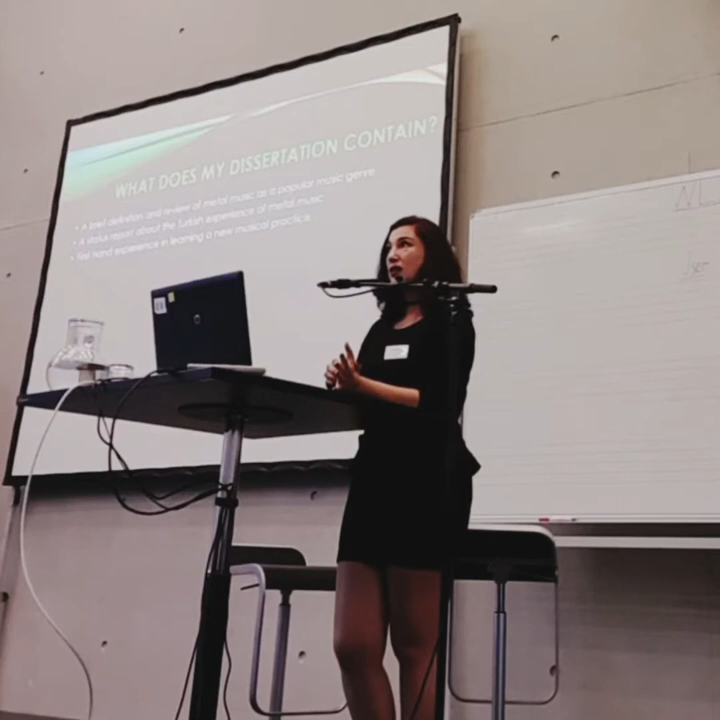 WHAT DOES MY DISSERTATION CONTAIN?
• A brief definition and review of metal music as a popular music genre
• A status report about the turkish experience of metal music
• First hand experience in learning a new musical practice
NL